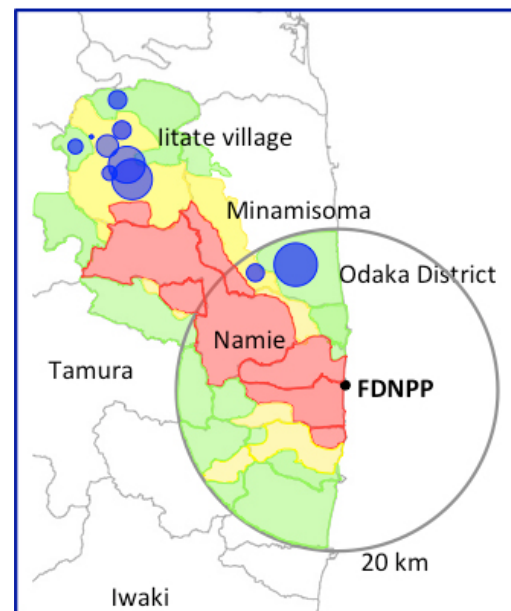 Iitate village
Minamisoma
Odaka District
Namie
Tamura
FDNPP
20 km
Iwaki